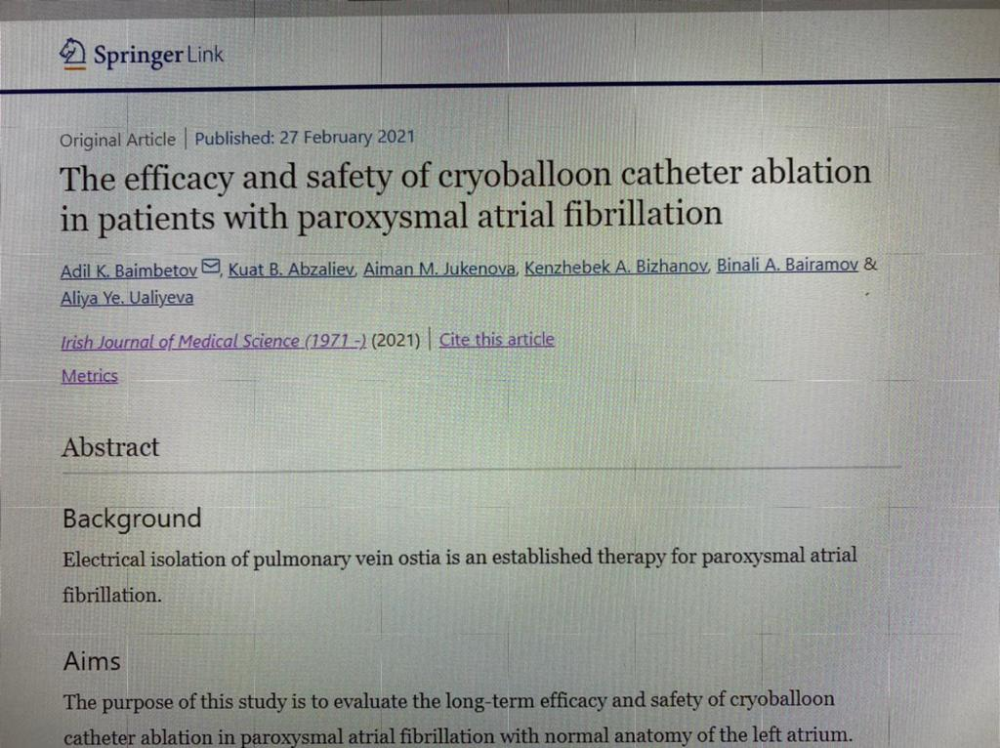 Springer Link
Original Article | Published: 27 February 2021
The efficacy and safety of cryoballoon catheter ablation
in patients with paroxysmal atrial fibrillation
Adil K. Baimbetov, Kuat B. Abzaliev, Aiman M. Jukenova, Kenzhebek A. Bizhanov, Binali A. Bairamov &
Aliya Ye. Ualiyeva
Irish Journal of Medical Science (1971 -) (2021) | Cite this article
Metrics
Abstract
Background
Electrical isolation of pulmonary vein ostia is an established therapy for paroxysmal atrial
fibrillation.
Aims
The purpose of this study is to evaluate the long-term efficacy and safety of cryoballoon
catheter ablation in paroxysmal atrial fibrillation with normal anatomy of the left atrium.